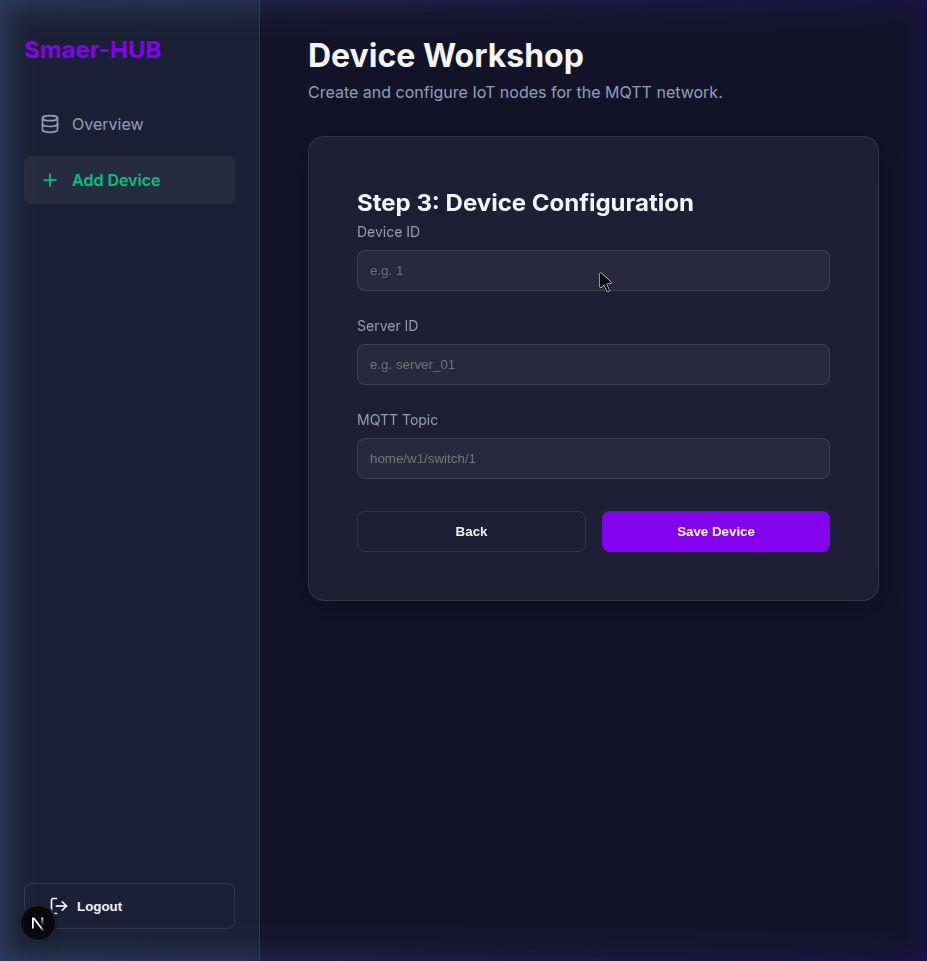 Smaer-HUB
Overview
Add Device
Logout
N
Device Workshop
Create and configure IoT nodes for the MQTT network.
Step 3: Device Configuration
Device ID
e.g. 1
Server ID
e.g. server_01
MQTT Topic
home/w1/switch/1
Back
Save Device